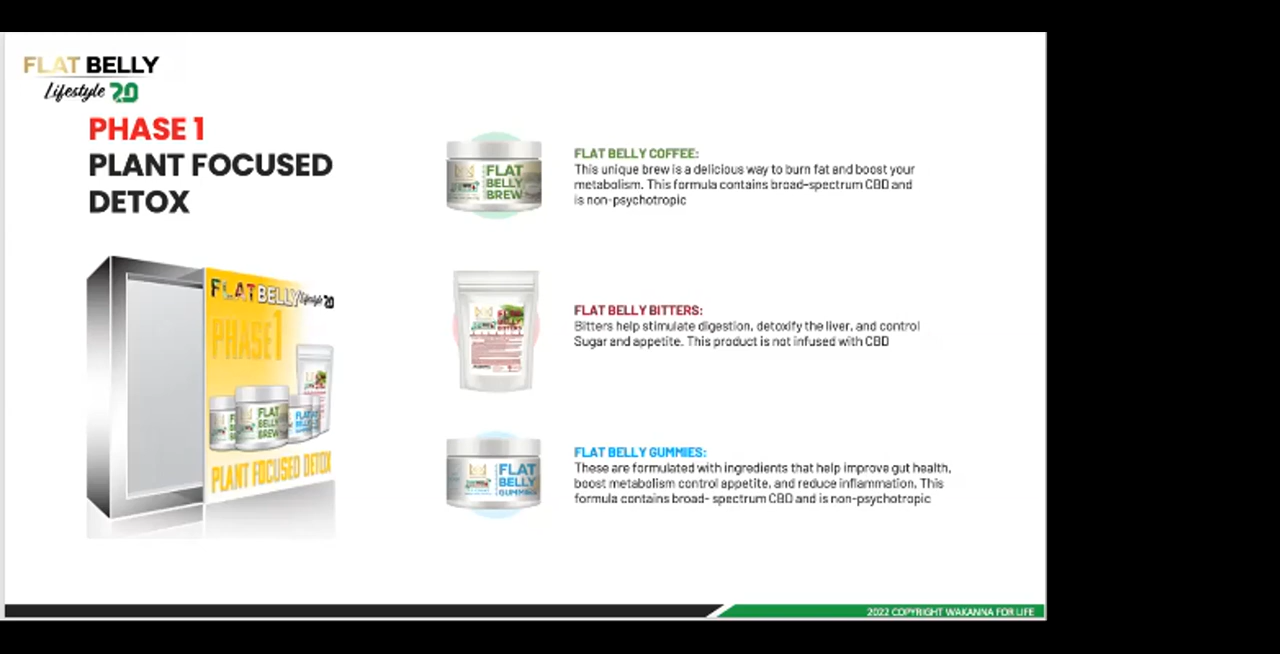 FLAT BELLY
Lifestyle 2.0
PHASE 1
PLANT FOCUSED
DETOX
FLAT BELLY Lifestyle 2.0
PHASE 1
FLAT
BELLY
BREW
PLANT FOCUSED DETOX
FLAT
BELLY
BREW
FLAT BELLY COFFEE:
This unique brew is a delicious way to burn fat and boost your
metabolism. This formula contains broad-spectrum CBD and
is non-psychotropic
BITTERS
FLAT BELLY BITTERS:
Bitters help stimulate digestion, detoxify the liver, and control
Sugar and appetite. This product is not infused with CBD
FLAT
BELLY
GUMMIES
FLAT BELLY GUMMIES:
These are formulated with ingredients that help improve gut health,
boost metabolism control appetite, and reduce inflammation, This
formula contains broad- spectrum CBD and is non-psychotropic
2022 COPYRIGHT WAKANNA FOR LIFE